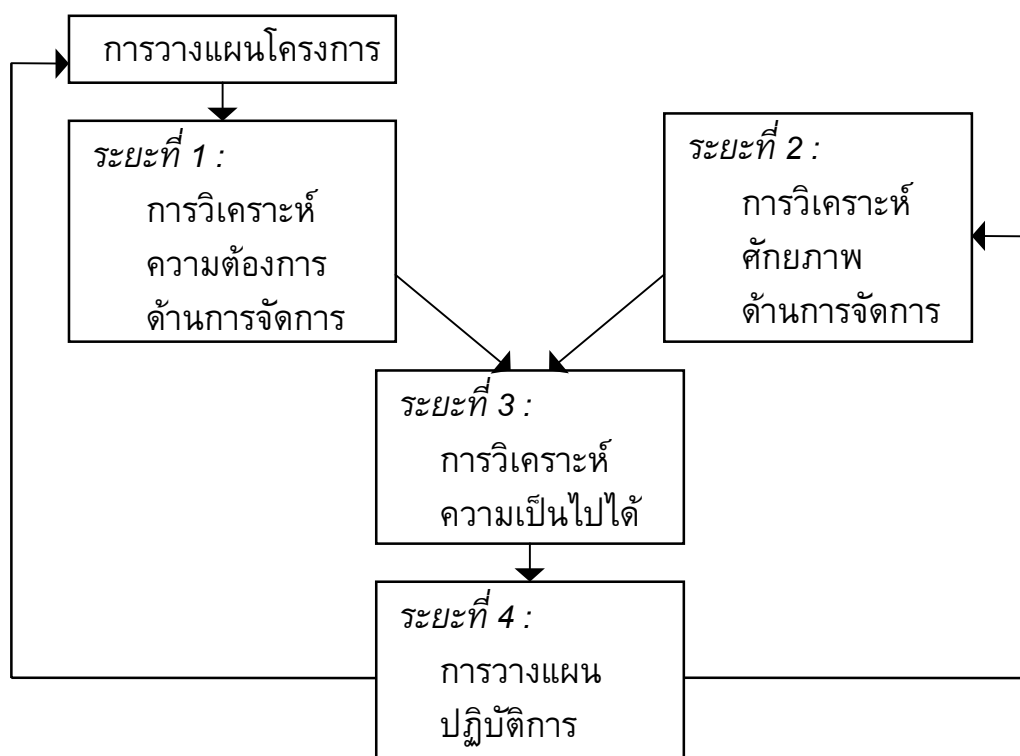 การวางแผนโครงการ
ระยะที่ 1 :
การวิเคราะห์
ความต้องการ
ด้านการจัดการ
ระยะที่ 2 :
การวิเคราะห์
ศักยภาพ
ด้านการจัดการ
ระยะที่ 3 :
การวิเคราะห์
ความเป็นไปได้
ระยะที่ 4 :
การวางแผน
ปฏิบัติการ